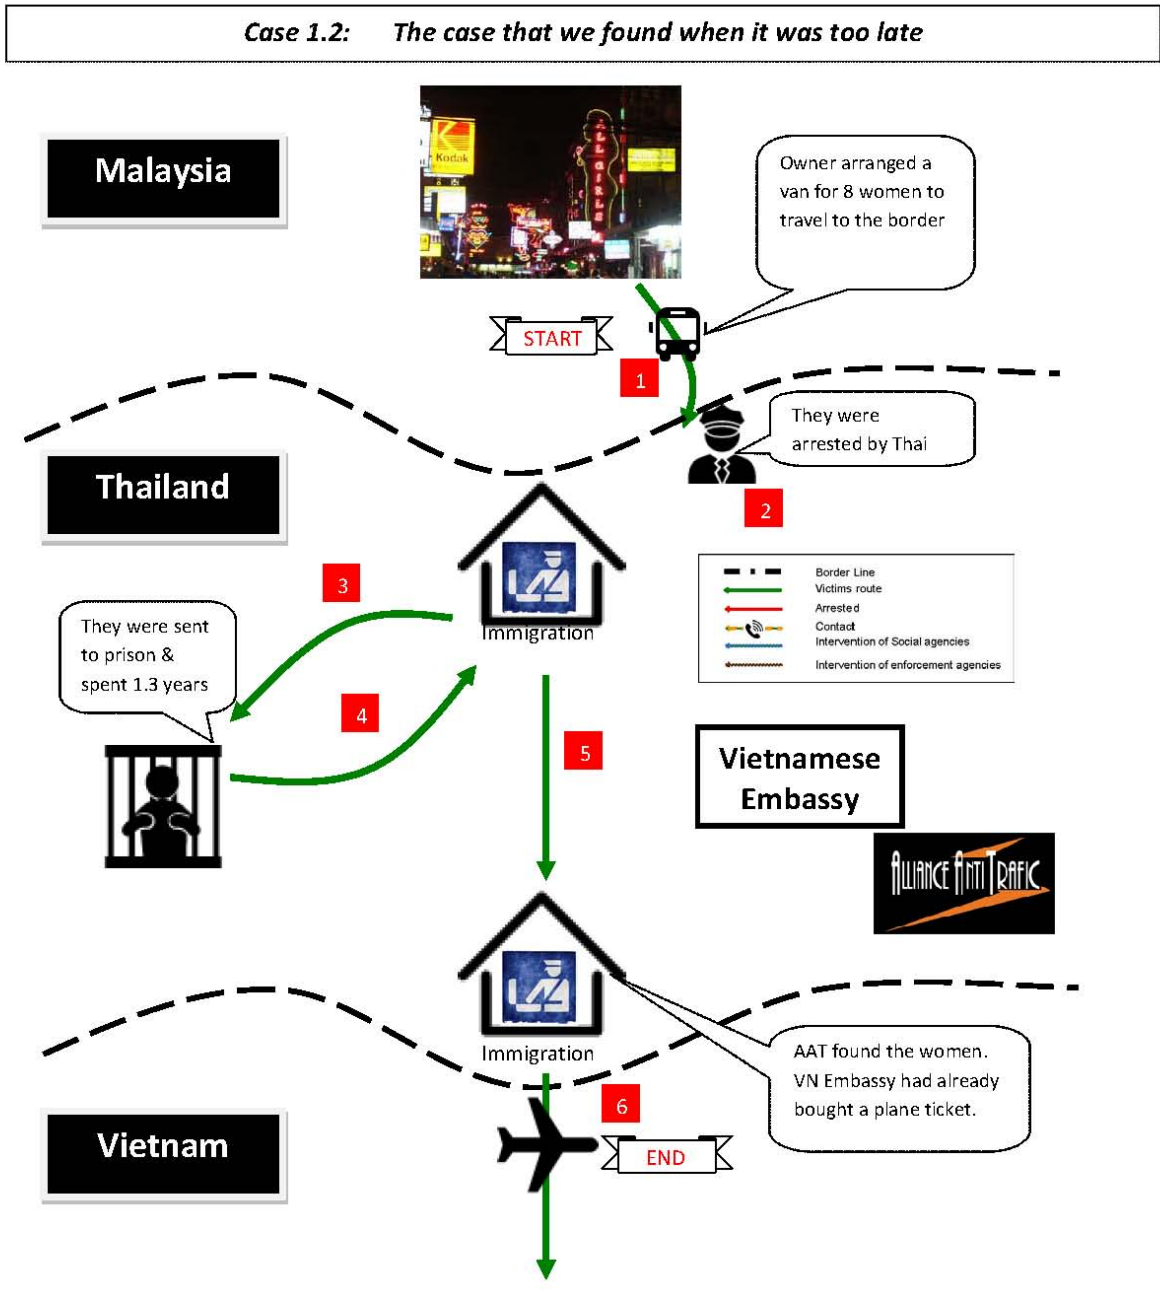 Case 1.2: The case that we found when it was too late
Malaysia
Kodak
ALL GIRLS
Owner arranged a
van for 8 women to
travel to the border
START
1
They were
arrested by Thai
Thailand
2
3
Immigration
Border Line
Victims route
Arrested
Contact
Intervention of Social agencies
Intervention of enforcement agencies
They were sent
to prison &
spent 1.3 years
4
5
Vietnamese
Embassy
ALLIANCE ANTI TRAFIC
Immigration
AAT found the women.
VN Embassy had already
bought a plane ticket.
6
Vietnam
END